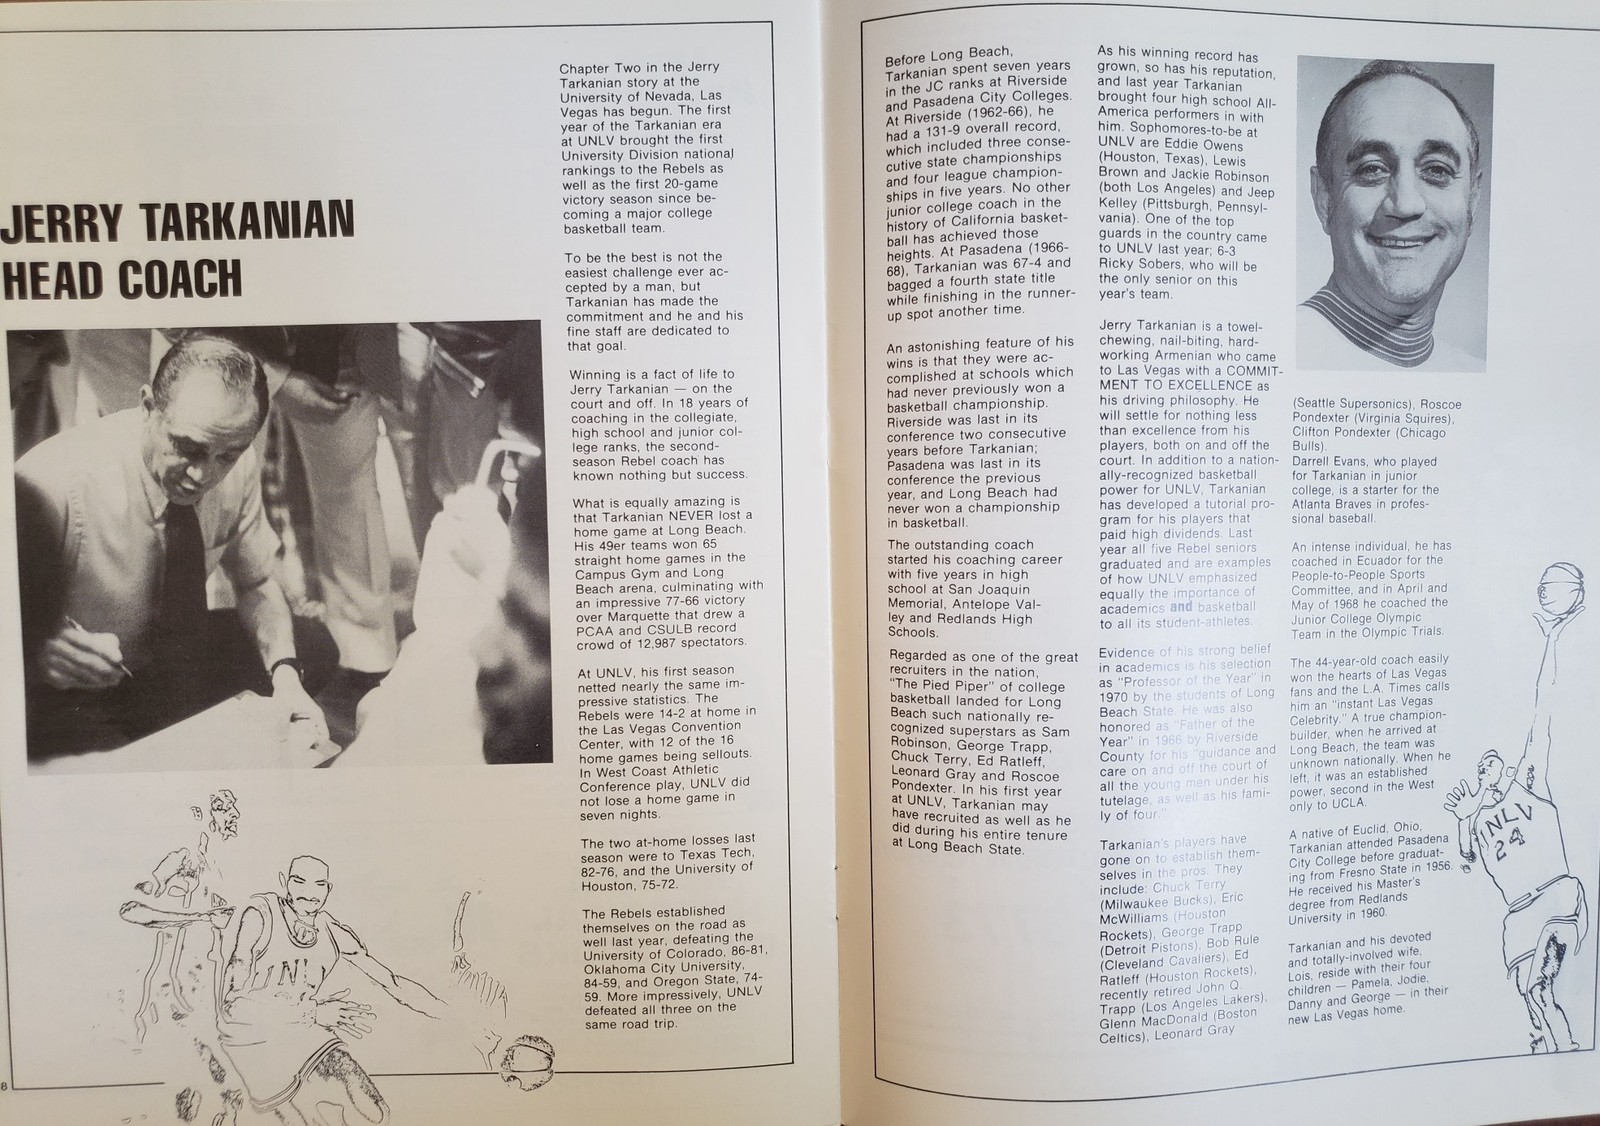 JERRY TARKANIAN
HEAD COACH
Chapter Two in the Jerry
Tarkanian story at the
University of Nevada, Las
Vegas has begun. The first
year of the Tarkanian era
at UNLV brought the first
University Division national
rankings to the Rebels as
well as the first 20-game
victory season since be-
coming a major college
basketball team.
To be the best is not the
easiest challenge ever ac-
cepted by a man, but
Tarkanian has made the
commitment and he and his
fine staff are dedicated to
that goal.
Winning is a fact of life to
Jerry Tarkanian — on the
court and off. In 18 years of
coaching in the collegiate,
high school and junior col-
lege ranks, the second-
season Rebel coach has
known nothing but success.
What is equally amazing is
that Tarkanian NEVER lost a
home game at Long Beach.
His 49er teams won 65
straight home games in the
Campus Gym and Long
Beach arena, culminating with
an impressive 77-66 victory
over Marquette that drew a
PCAA and CSULB record
crowd of 12,987 spectators.
At UNLV, his first season
netted nearly the same im-
pressive statistics. The
Rebels were 14-2 at home in
the Las Vegas Convention
Center, with 12 of the 16
home games being sellouts.
In West Coast Athletic
Conference play, UNLV did
not lose a home game in
seven nights.
The two at-home losses last
season were to Texas Tech,
82-76, and the University of
Houston, 75-72.
The Rebels established
themselves on the road as
well last year, defeating the
University of Colorado, 86-81,
Oklahoma City University,
84-59, and Oregon State, 74-
59. More impressively, UNLV
defeated all three on the
same road trip.
UNLV
8
Before Long Beach,
Tarkanian spent seven years
in the JC ranks at Riverside
and Pasadena City Colleges.
At Riverside (1962-66), he
had a 131-9 overall record,
which included three conse-
cutive state championships
and four league champion-
ships in five years. No other
junior college coach in the
history of California basket-
ball has achieved those
heights. At Pasadena (1966-
68), Tarkanian was 67-4 and
bagged a fourth state title
while finishing in the runner-
up spot another time.
An astonishing feature of his
wins is that they were ac-
complished at schools which
had never previously won a
basketball championship.
Riverside was last in its
conference two consecutive
years before Tarkanian;
Pasadena was last in its
conference the previous
year, and Long Beach had
never won a championship
in basketball.
The outstanding coach
started his coaching career
with five years in high
school at San Joaquin
Memorial, Antelope Val-
ley and Redlands High
Schools.
Regarded as one of the great
recruiters in the nation,
"The Pied Piper" of college
basketball landed for Long
Beach such nationally re-
cognized superstars as Sam
Robinson, George Trapp,
Chuck Terry, Ed Ratleff,
Leonard Gray and Roscoe
Pondexter. In his first year
at UNLV, Tarkanian may
have recruited as well as he
did during his entire tenure
at Long Beach State.
As his winning record has
grown, so has his reputation,
and last year Tarkanian
brought four high school All-
America performers in with
him. Sophomores-to-be at
UNLV are Eddie Owens
(Houston, Texas), Lewis
Brown and Jackie Robinson
(both Los Angeles) and Jeep
Kelley (Pittsburgh, Pennsyl-
vania). One of the top
guards in the country came
to UNLV last year; 6-3
Ricky Sobers, who will be
the only senior on this
year's team.
Jerry Tarkanian is a towel-
chewing, nail-biting, hard-
working Armenian who came
to Las Vegas with a COMMIT-
MENT TO EXCELLENCE as
his driving philosophy. He
will settle for nothing less
than excellence from his
players, both on and off the
court. In addition to a nation-
ally-recognized basketball
power for UNLV, Tarkanian
has developed a tutorial pro-
gram for his players that
paid high dividends. Last
year all five Rebel seniors
graduated and are examples
of how UNLV emphasized
equally the importance of
academics and basketball
to all its student-athletes.
Evidence of his strong belief
in academics is his selection
as "Professor of the Year" in
1970 by the students of Long
Beach State. He was also
honored as "Father of the
Year" in 1966 by Riverside
County for his "guidance and
care on and off the court of
all the young men under his
tutelage, as well as his fami-
ly of four."
Tarkanian's players have
gone on to establish them-
selves in the pros. They
include: Chuck Terry
(Milwaukee Bucks), Eric
McWilliams (Houston
Rockets), George Trapp
(Detroit Pistons), Bob Rule
(Cleveland Cavaliers), Ed
Ratleff (Houston Rockets),
recently retired John Q.
Trapp (Los Angeles Lakers),
Glenn MacDonald (Boston
Celtics), Leonard Gray
(Seattle Supersonics), Roscoe
Pondexter (Virginia Squires),
Clifton Pondexter (Chicago
Bulls).
Darrell Evans, who played
for Tarkanian in junior
college, is a starter for the
Atlanta Braves in profes-
sional baseball.
An intense individual, he has
coached in Ecuador for the
People-to-People Sports
Committee, and in April and
May of 1968 he coached the
Junior College Olympic
Team in the Olympic Trials.
The 44-year-old coach easily
won the hearts of Las Vegas
fans and the L.A. Times calls
him an "instant Las Vegas
Celebrity." A true champion-
builder, when he arrived at
Long Beach, the team was
unknown nationally. When he
left, it was an established
power, second in the West
only to UCLA.
A native of Euclid, Ohio,
Tarkanian attended Pasadena
City College before graduat-
ing from Fresno State in 1956.
He received his Master's
degree from Redlands
University in 1960.
Tarkanian and his devoted
and totally-involved wife,
Lois, reside with their four
children — Pamela, Jodie,
Danny and George — in their
new Las Vegas home.
UNLV
24